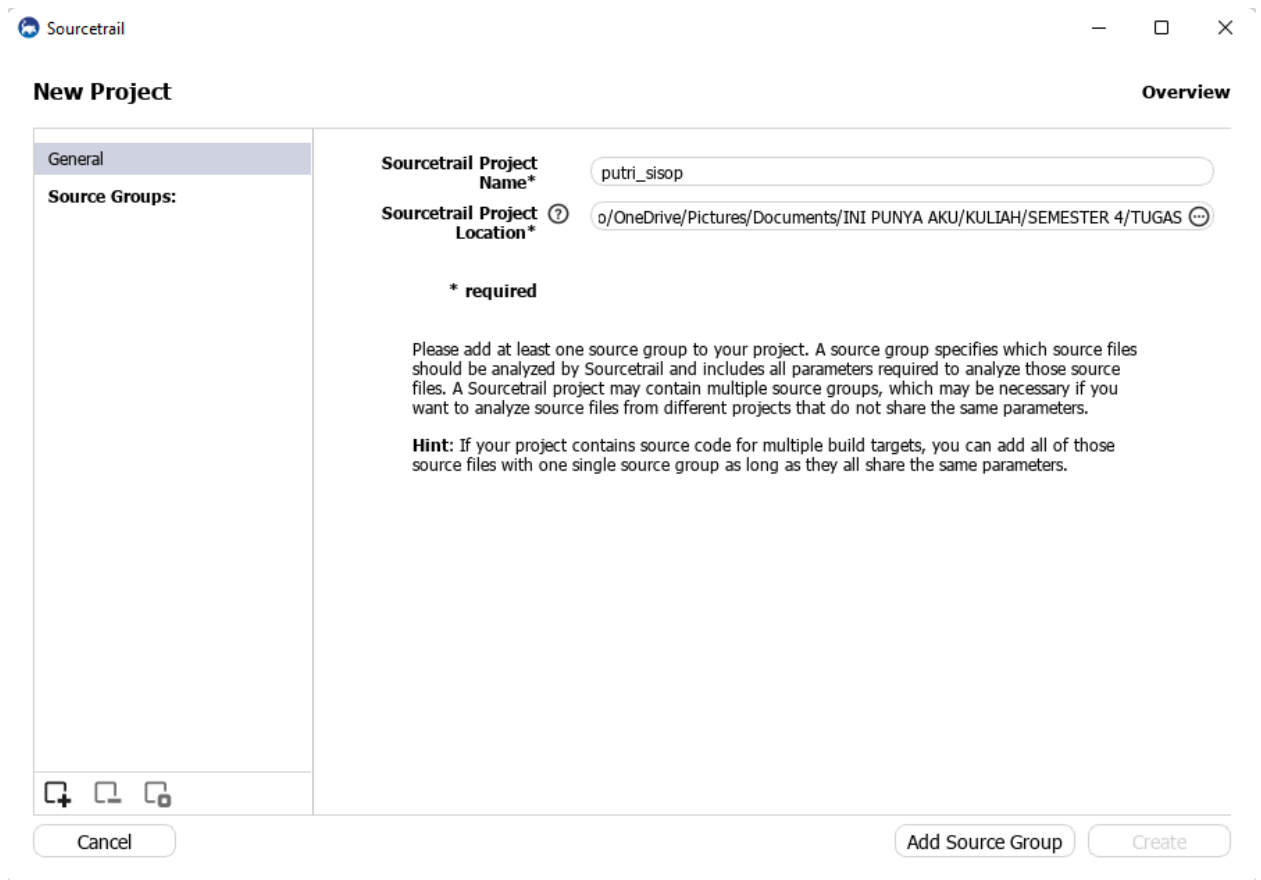 Sourcetrail
New Project
Overview
General
Source Groups:
Sourcetrail Project
Name*
putri_sisop
Sourcetrail Project
Location*
o/OneDrive/Pictures/Documents/INI PUNYA AKU/KULIAH/SEMESTER 4/TUGAS
* required
Please add at least one source group to your project. A source group specifies which source files
should be analyzed by Sourcetrail and includes all parameters required to analyze those source
files. A Sourcetrail project may contain multiple source groups, which may be necessary if you
want to analyze source files from different projects that do not share the same parameters.
Hint: If your project contains source code for multiple build targets, you can add all of those
source files with one single source group as long as they all share the same parameters.
Cancel
Add Source Group
Create